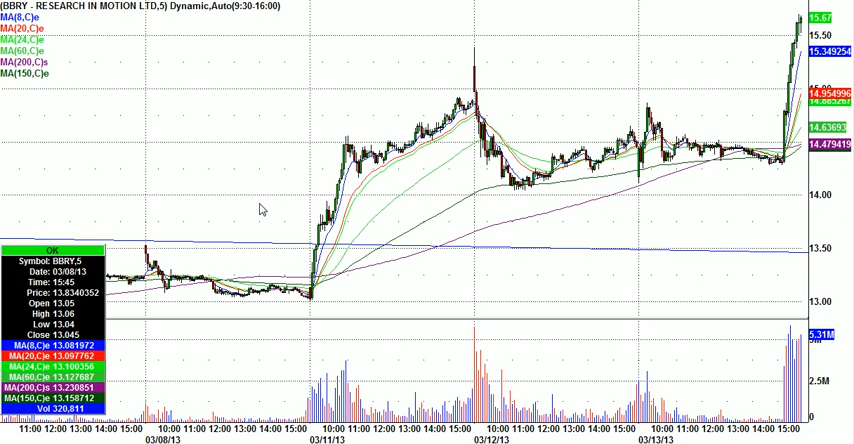 (BBRY - RESEARCH IN MOTION LTD,5) Dynamic,Auto(9:30-16:00)
MA(8,C)e
MA(20,C)e
MA(24,C)e
MA(60,C)e
MA(200,C)s
MA(150,C)e
15.67
15.50
15.349254
15.00
14.954996
14.885267
14.63693
14.479419
14.00
13.50
13.00
OK
Symbol: BBRY,5
Date: 03/08/13
Time: 15:45
Price: 13.8340352
Open 13.05
High 13.06
Low 13.04
Close 13.045
MA(8,C)e 13.081972
MA(20,C)e 13.097762
MA(24,C)e 13.100356
MA(60,C)e 13.127687
MA(200,C)s 13.230851
MA(150,C)e 13.158712
Vol 320,811
5.31M
2.5M
0
11:00 12:00 13:00 14:00 15:00 10:00 11:00 12:00 13:00 14:00 15:00 10:00 11:00 12:00 13:00 14:00 15:00 10:00 11:00 12:00 13:00 14:00 15:00 10:00 11:00 12:00 13:00 14:00 15:00
03/08/13 03/11/13 03/12/13 03/13/13